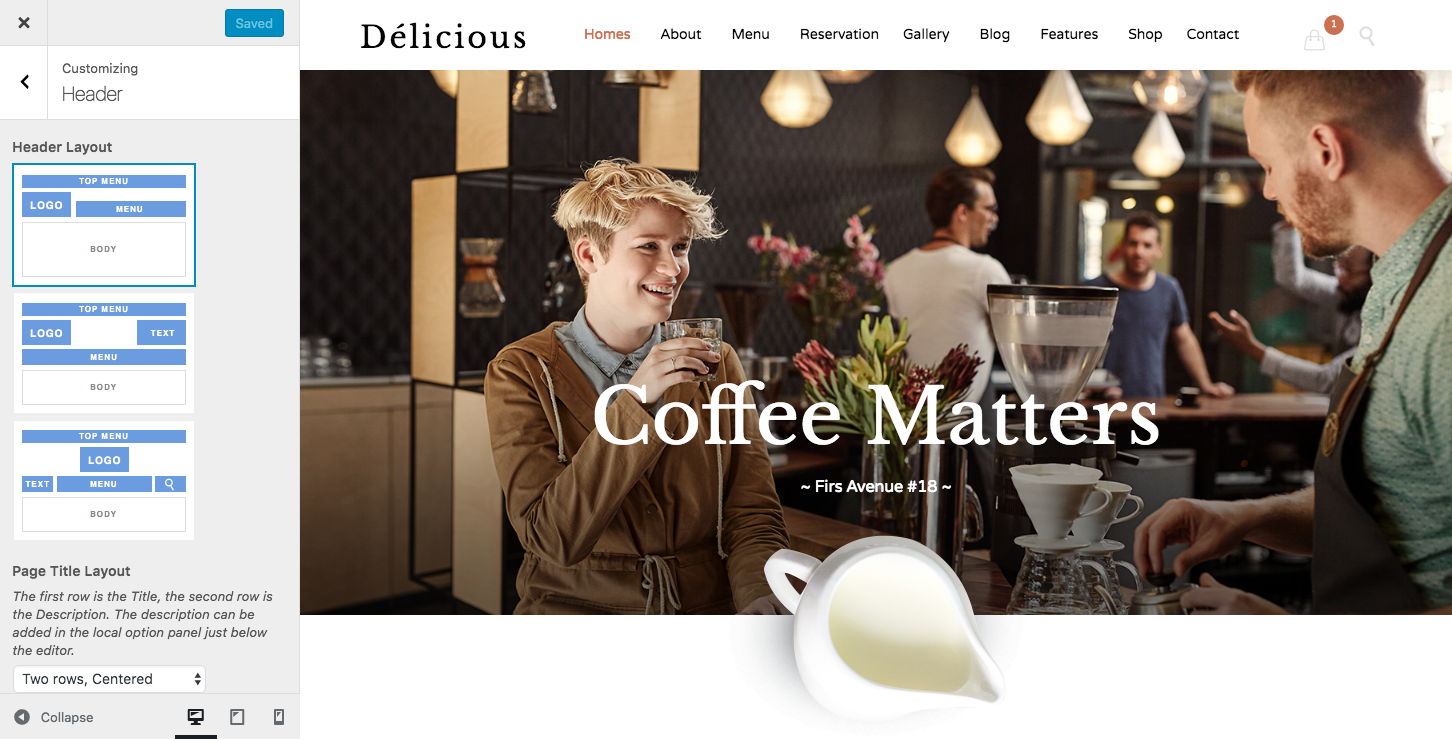 Saved
Customizing
Header
Header Layout
TOP MENU
LOGO
MENU
BODY
TOP MENU
LOGO
TEXT
MENU
BODY
TOP MENU
LOGO
TEXT
MENU
BODY
Page Title Layout
The first row is the Title, the second row is
the Description. The description can be
added in the local option panel just below
the editor.
Two rows, Centered
Collapse
Délicious
Homes About Menu Reservation Gallery Blog Features Shop Contact
1
Coffee Matters
~ Firs Avenue #18 ~